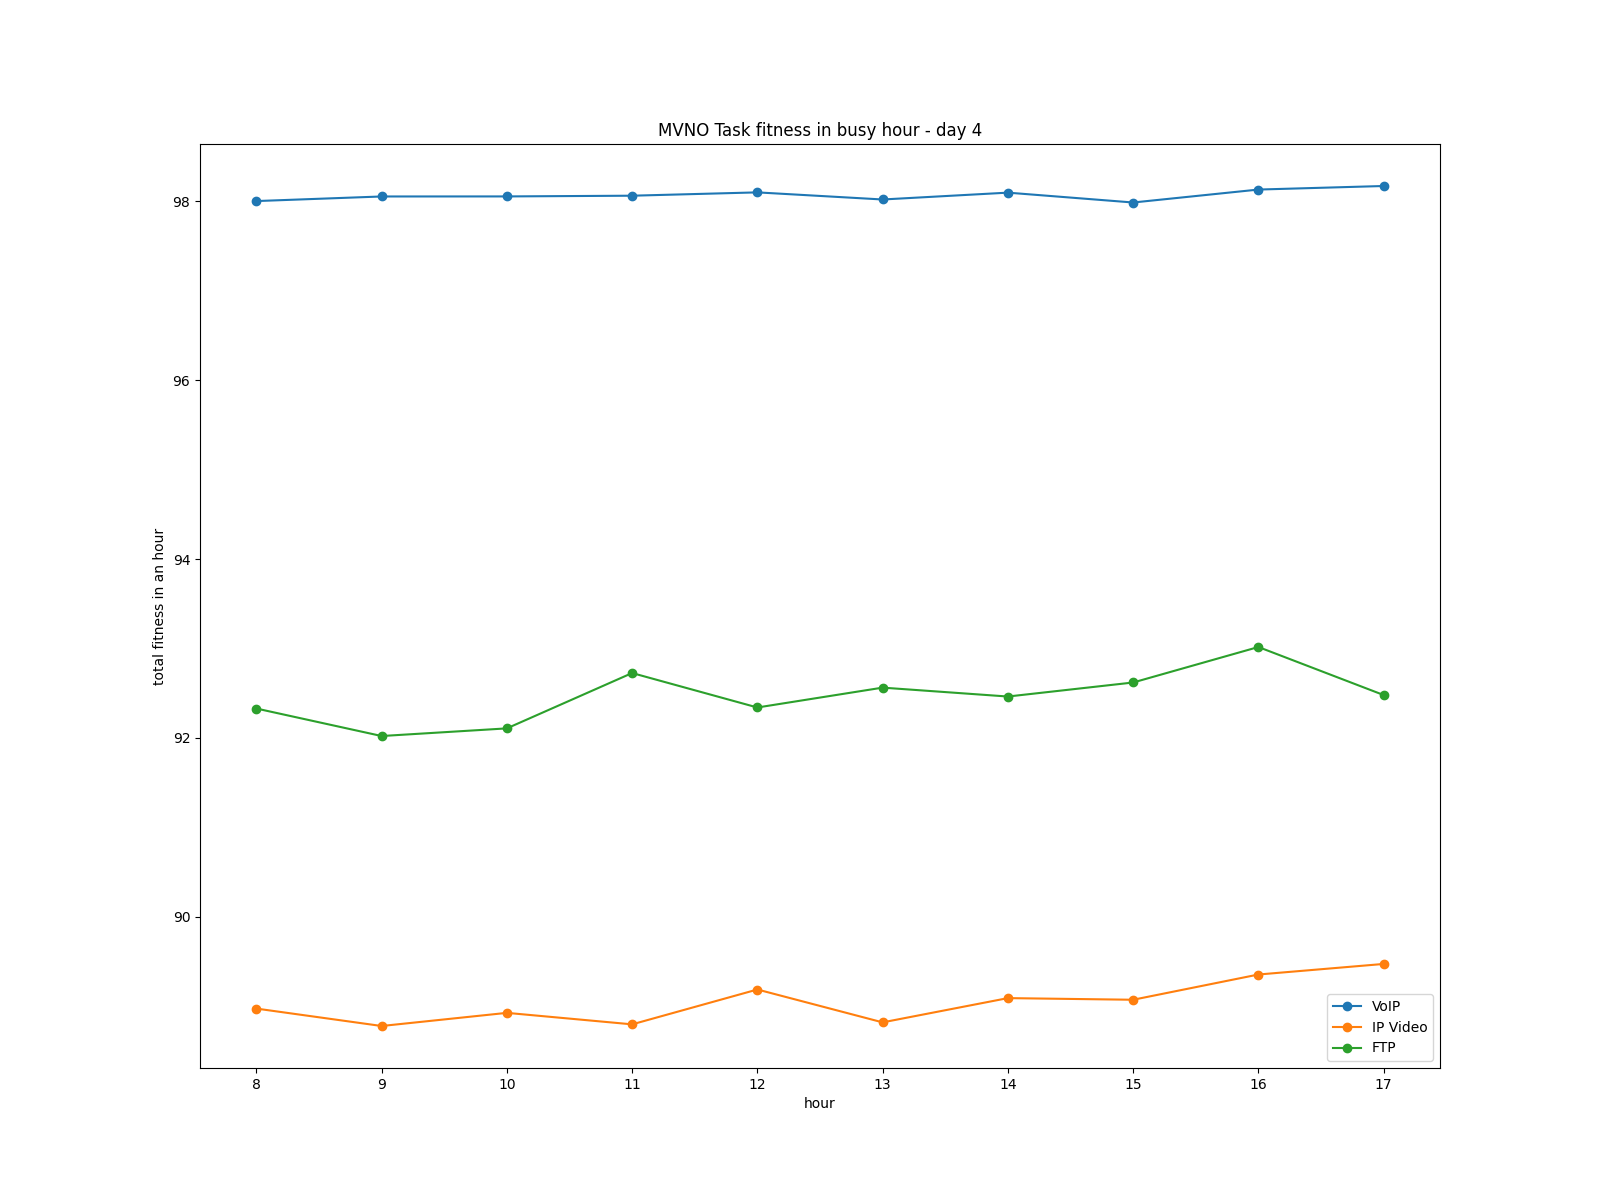 MVNO Task fitness in busy hour - day 4
total fitness in an hour
98
96
94
92
90
8 9 10 11 12 13 14 15 16 17
hour
VoIP
IP Video
FTP